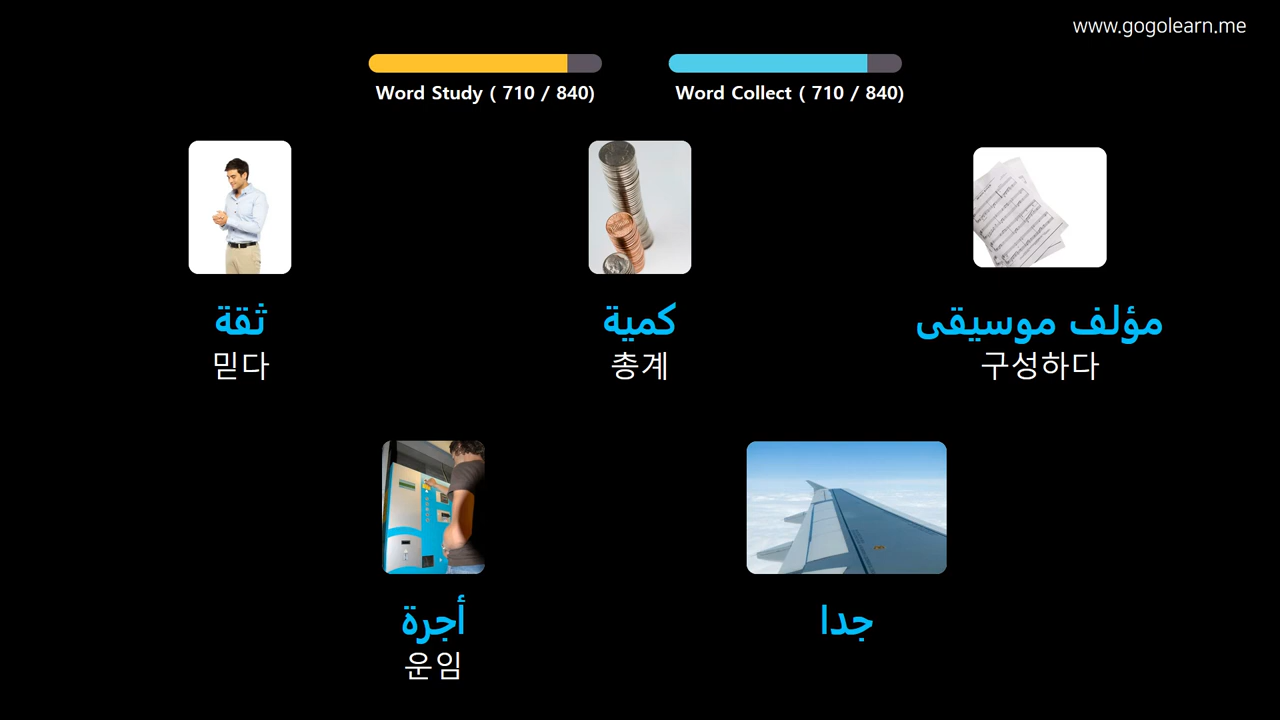 www.gogolearn.me
Word Study ( 710 / 840)
Word Collect ( 710 / 840)
ثقة
믿다
كمية
총계
مؤلف موسيقى
구성하다
أجرة
운임
جدا